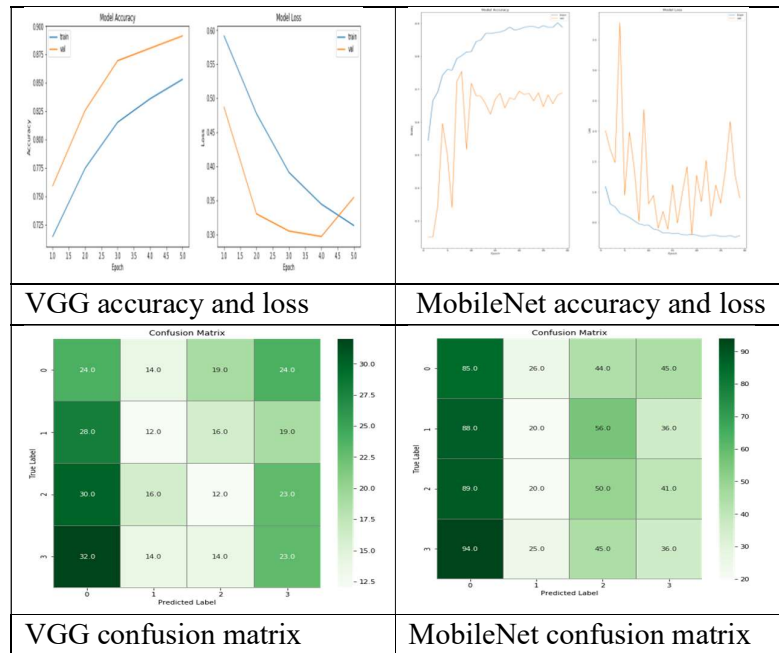 Model Accuracy
train
val
0.900
0.875
0.850
0.825
0.800
0.775
0.750
0.725
Accuracy
1.0 1.5 2.0 2.5 3.0 3.5 4.0 4.5 5.0
Epoch
Model Loss
train
val
0.60
0.55
0.50
0.45
0.40
0.35
0.30
Loss
1.0 1.5 2.0 2.5 3.0 3.5 4.0 4.5 5.0
Epoch
Model Accuracy
Model Loss
VGG accuracy and loss
MobileNet accuracy and loss
Confusion Matrix
0 24.0 14.0 19.0 24.0
1 28.0 12.0 16.0 19.0
2 30.0 16.0 12.0 23.0
3 32.0 14.0 14.0 23.0
True Label
0 1 2 3
Predicted Label
30.0
27.5
25.0
22.5
20.0
17.5
15.0
12.5
Confusion Matrix
0 85.0 26.0 44.0 45.0
1 88.0 20.0 56.0 36.0
2 89.0 20.0 50.0 41.0
3 94.0 25.0 45.0 36.0
True Label
0 1 2 3
Predicted Label
90
80
70
60
50
40
30
20
VGG confusion matrix
MobileNet confusion matrix